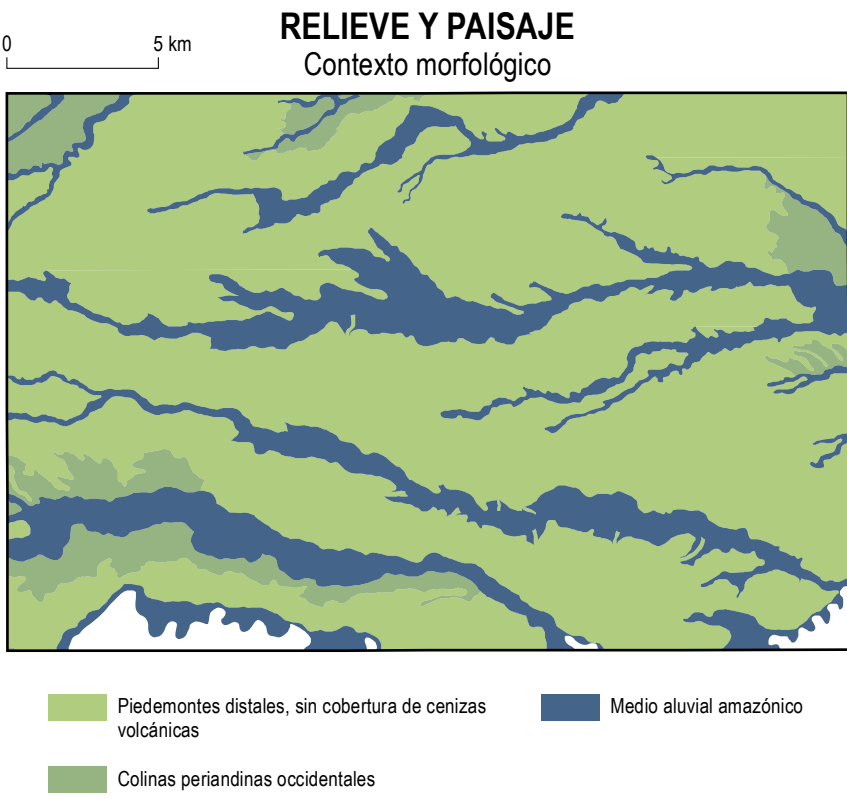 RELIEVE Y PAISAJE
Contexto morfológico
0 5 km
Piedemontes distales, sin cobertura de cenizas
volcánicas
Medio aluvial amazónico
Colinas periandinas occidentales